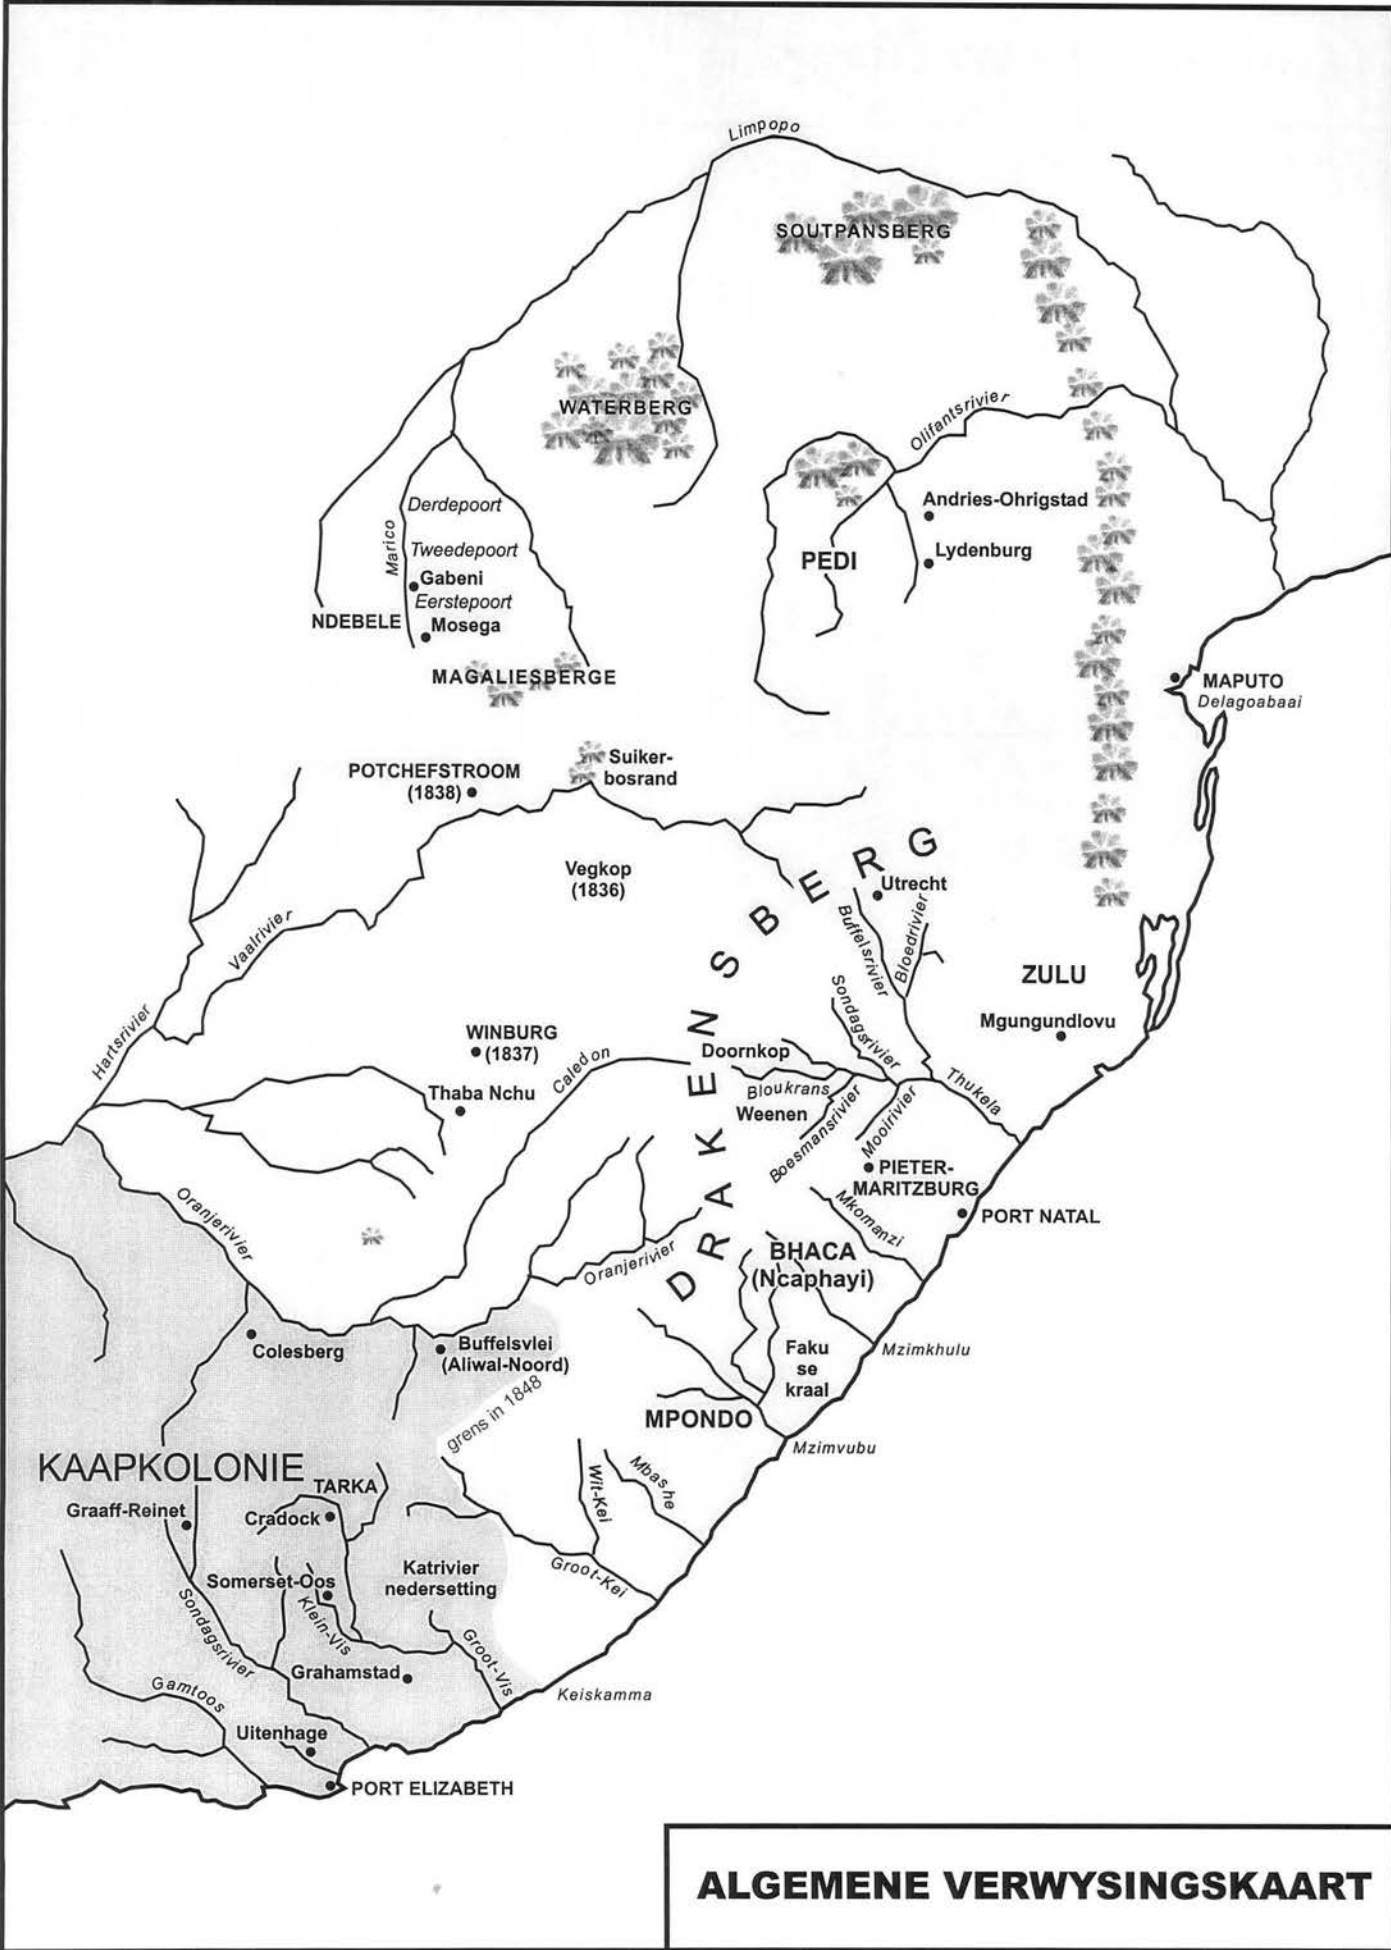 Limpopo
SOUTPANSBERG
WATERBERG
Olifantsrivier
Derdepoort
Marico
Andries-Ohrigstad
Tweedepoort
Lydenburg
PEDI
Gabeni
Eerstepoort
NDEBELE
Mosega
MAGALIESBERGE
MAPUTO
Delagoabaai
Suiker-
bosrand
POTCHEFSTROOM
(1838)
Vegkop
(1836)
DRAKENSBERG
Utrecht
Buffelsrivier
Bloedrivier
Vaalrivier
ZULU
Sondagsrivier
Mgungundlovu
Hartsrivier
WINBURG
(1837)
Caledon
Doornkop
Thaba Nchu
Bloukrans
Thukela
Weenen
Boesmansrivier
Mooirivier
PIETER-
MARITZBURG
Oranjerivier
Mkomanzi
PORT NATAL
Oranjerivier
BHACA
(Ncaphayi)
Colesberg
Buffelsvlei
(Aliwal-Noord)
Faku
se
kraal
Mzimkhulu
grens in 1848
MPONDO
Mzimvubu
KAAPKOLONIE
TARKA
Wit-Kei
Mbashe
Graaff-Reinet
Cradock
Katrivier
nedersetting
Groot-Kei
Somerset-Oos
Sondagsrivier
Klein-Vis
Groot-Vis
Grahamstad
Keiskamma
Gamtoos
Uitenhage
PORT ELIZABETH
ALGEMENE VERWYSINGSKAART